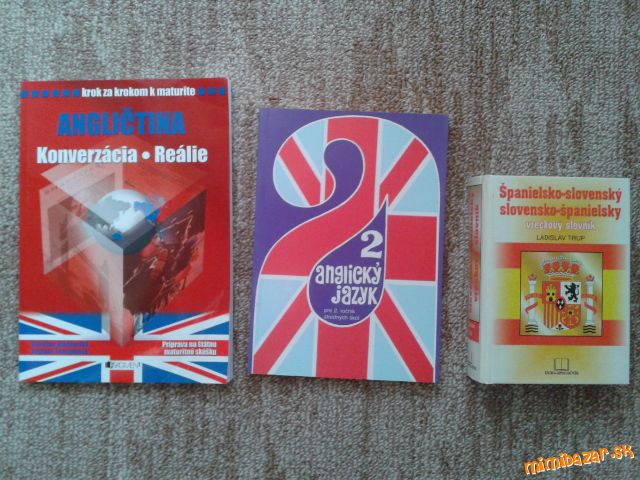 krok za krokom k maturite
ANGLIČTINA
Konverzácia • Reálie
Príprava na štátnu
maturitnú skúšku
FRAGMENT
2
anglický
jazyk
pre 2. ročník
stredných škôl
Španielsko-slovenský
slovensko-španielsky
vreckový slovník
LADISLAV TRUP
mimibazar.sk